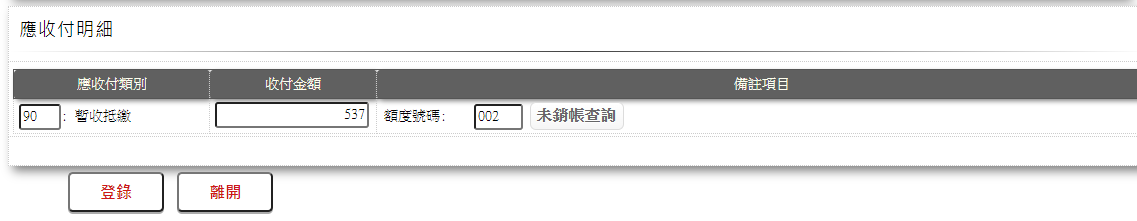 應收付明細
應收付類別 收付金額 備註項目
90 : 暫收抵繳 537 額度號碼: 002 未銷帳查詢
登錄 離開